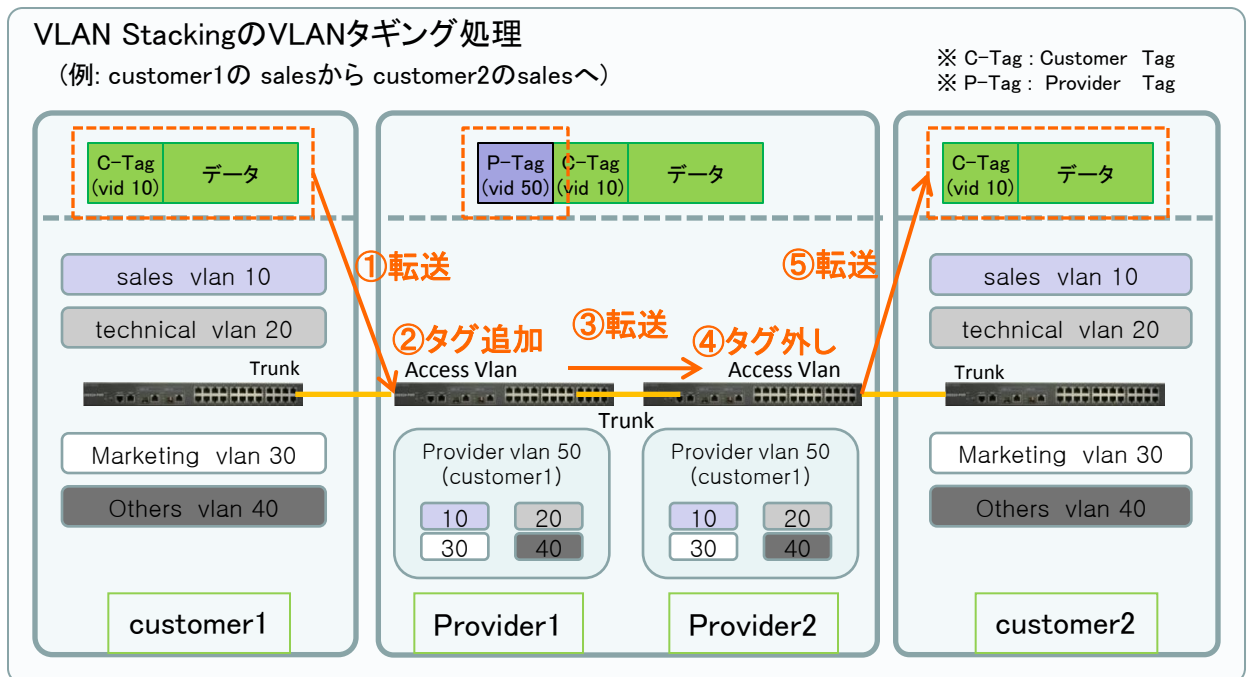 VLAN StackingのVLANタギング処理
（例: customer1の salesから customer2のsalesへ）
※ C-Tag : Customer Tag
※ P-Tag : Provider Tag
C-Tag
(vid 10)
データ
P-Tag
(vid 50)
C-Tag
(vid 10)
データ
C-Tag
(vid 10)
データ
①転送
②タグ追加
③転送
④タグ外し
⑤転送
sales vlan 10
technical vlan 20
Trunk
Marketing vlan 30
Others vlan 40
customer1
Access Vlan
Access Vlan
Trunk
Provider vlan 50
(customer1)
10
20
30
40
Provider1
Provider vlan 50
(customer1)
10
20
30
40
Provider2
sales vlan 10
technical vlan 20
Trunk
Marketing vlan 30
Others vlan 40
customer2